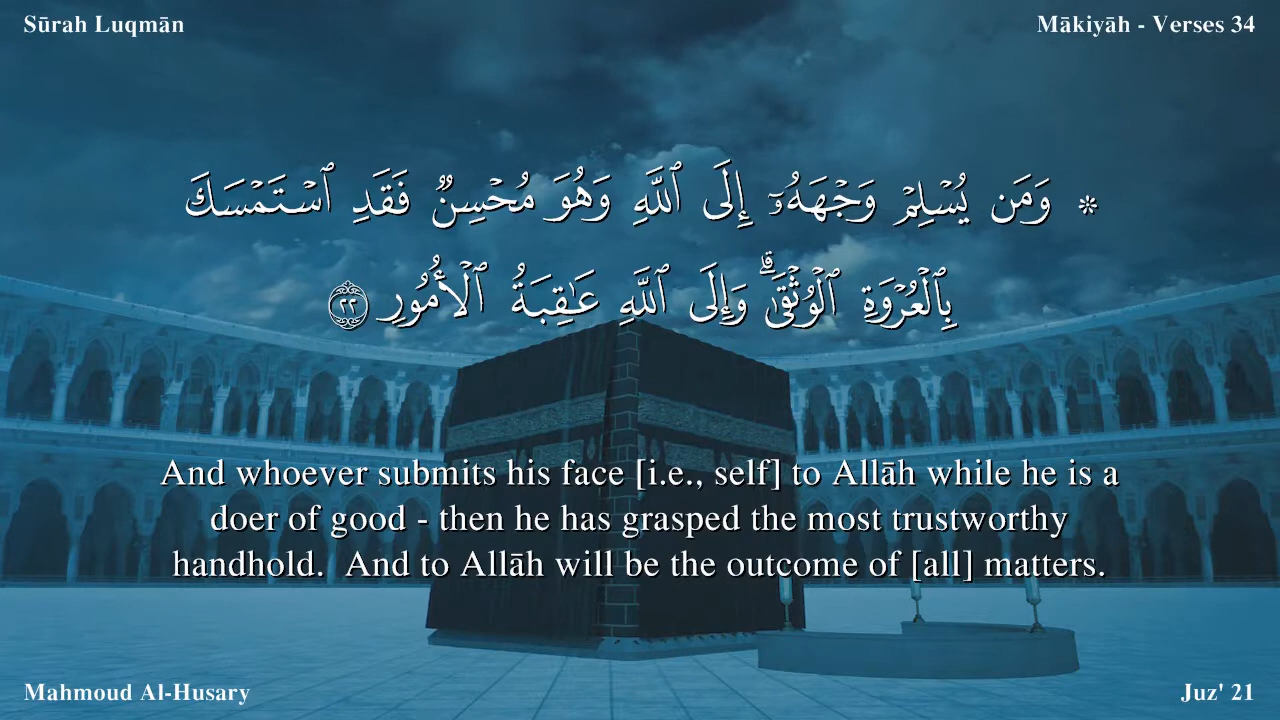 Sūrah Luqmān
Mākiyāh - Verses 34
۞ وَمَن يُسْلِمْ وَجْهَهُۥٓ إِلَى ٱللَّهِ وَهُوَ مُحْسِنٌ فَقَدِ ٱسْتَمْسَكَ
بِٱلْعُرْوَةِ ٱلْوُثْقَىٰ ۗ وَإِلَى ٱللَّهِ عَـٰقِبَةُ ٱلْأُمُورِ ٢٢
And whoever submits his face [i.e., self] to Allāh while he is a
doer of good - then he has grasped the most trustworthy
handhold.  And to Allāh will be the outcome of [all] matters.
Mahmoud Al-Husary
Juz' 21